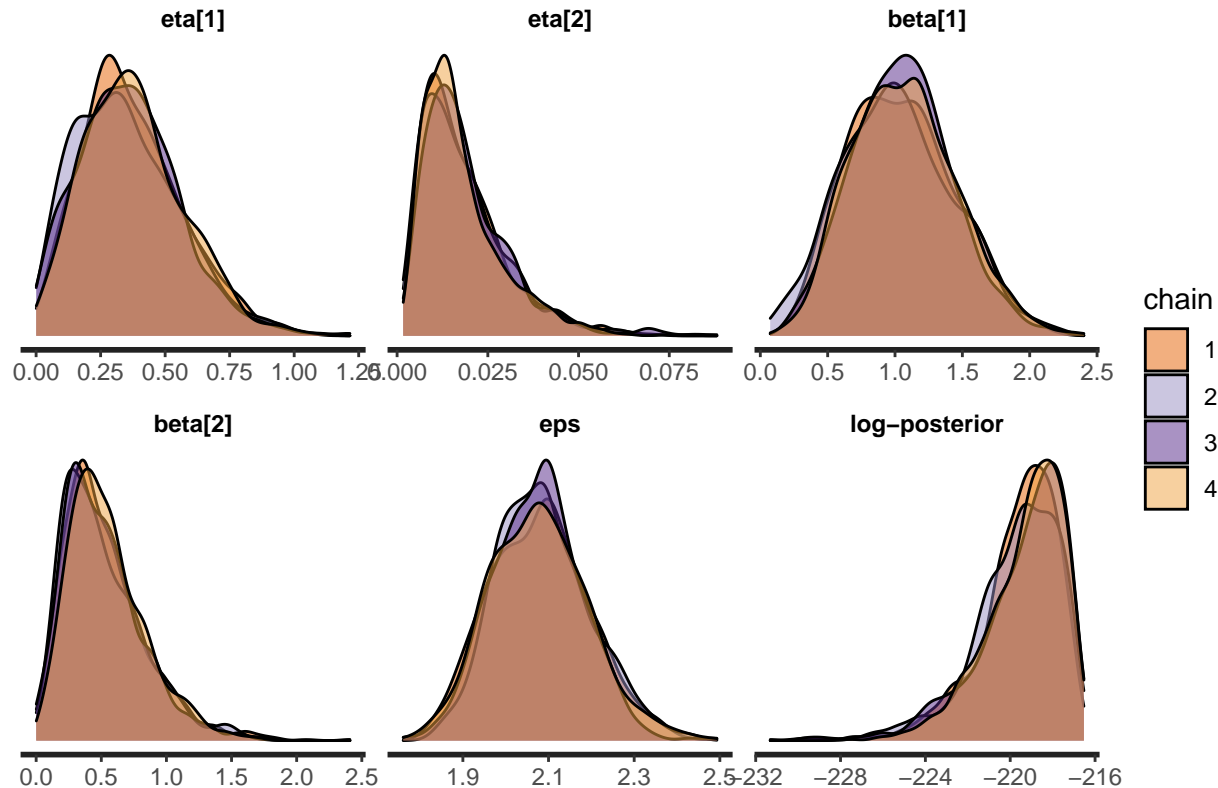 eta[1] eta[2] beta[1]
0.00 0.25 0.50 0.75 1.00 1.25 0.000 0.025 0.050 0.075 0.0 0.5 1.0 1.5 2.0 2.5
chain
1
2
3
4
beta[2] eps log−posterior
0.0 0.5 1.0 1.5 2.0 2.5 1.9 2.1 2.3 2.5 −232 −228 −224 −220 −216